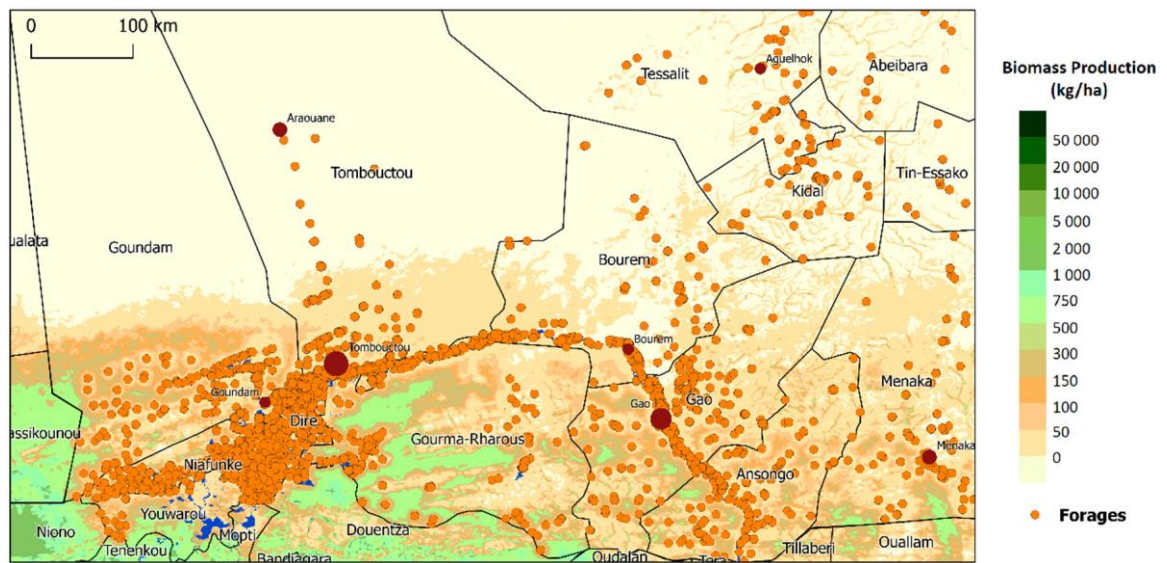 0 100 km
Aguelhok
Tessalit
Abeibara
Araouane
Tombouctou
Tin-Essako
Kidal
ualata
Goundam
Bourem
Tombouctou
Bourem
Menaka
Goundam
Gao
Gao
assikounou
Dire
Gourma-Rharous
Menaka
Niafunke
Ansongo
Youwarou
Niono
Mopti
Douentza
Tenenkou
Bandiagara
Oudalan
Tera
Tillaberi
Ouallam
Biomass Production
(kg/ha)
50 000
20 000
10 000
5 000
2 000
1 000
750
500
300
150
100
50
0
Forages